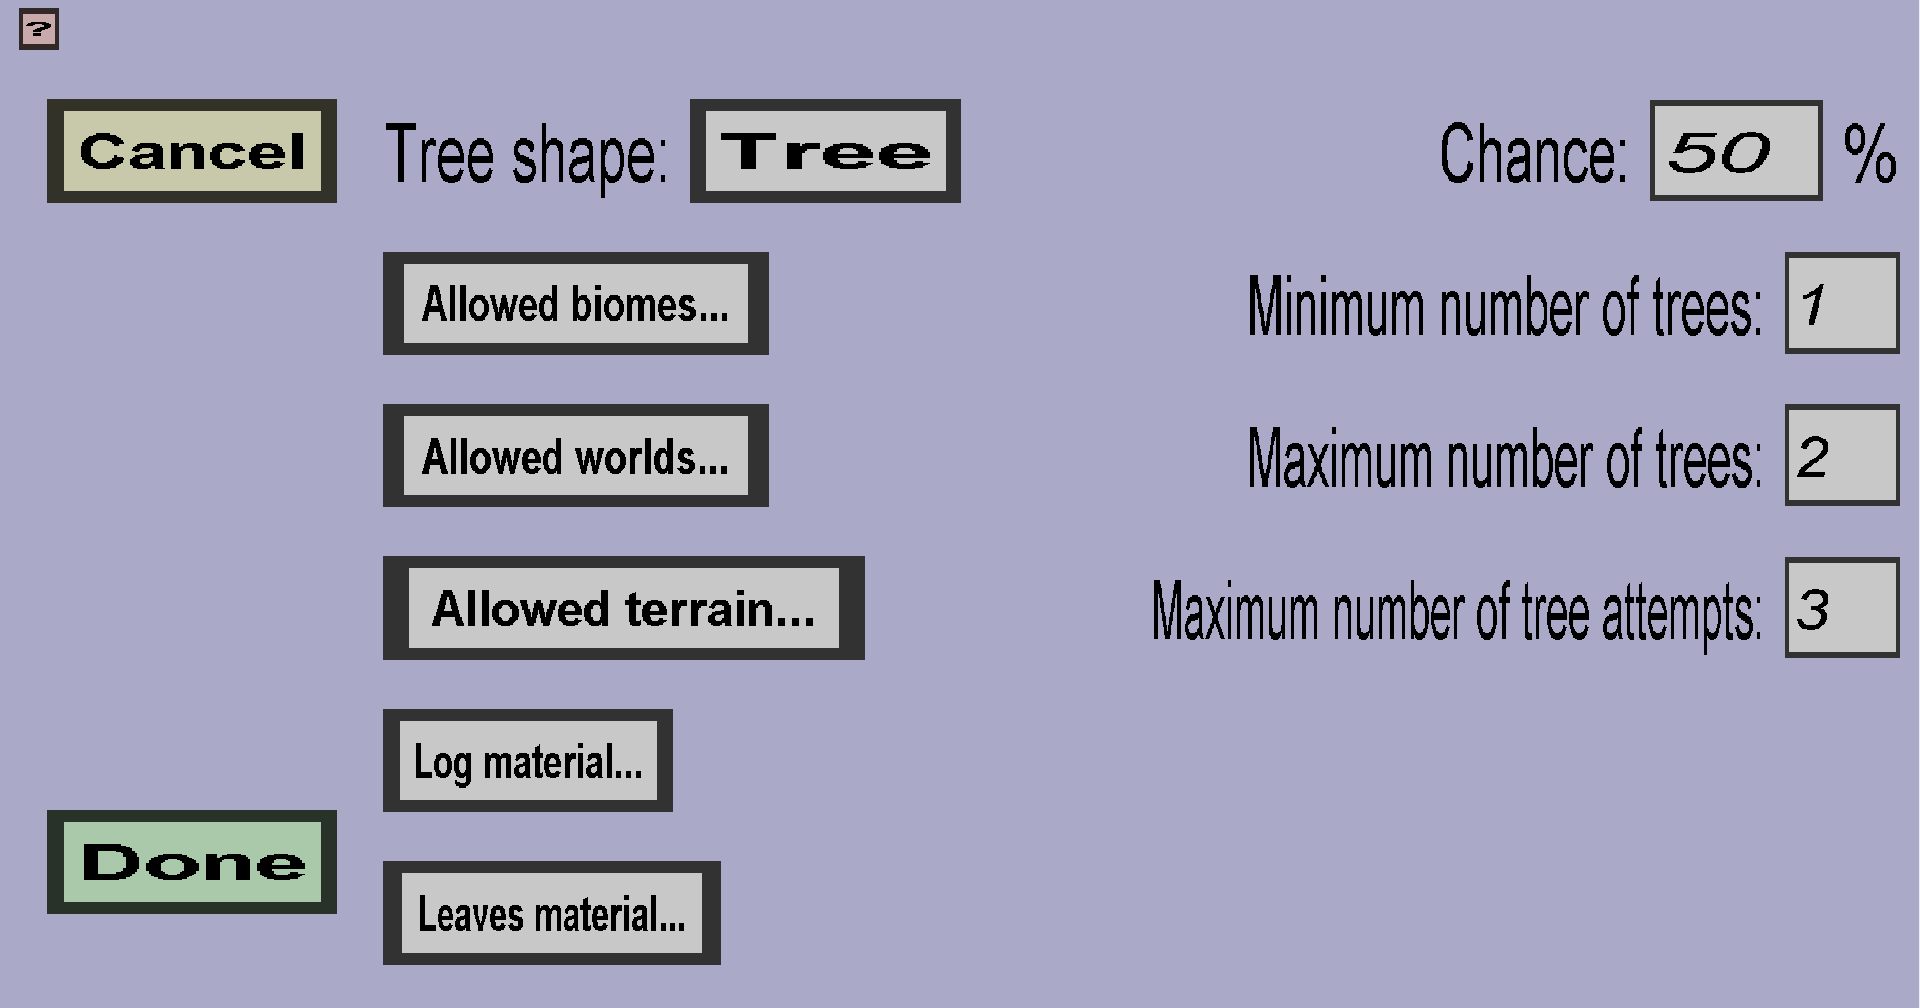 ?
Cancel
Tree shape: Tree
Chance: 50 %
Allowed biomes...
Minimum number of trees: 1
Allowed worlds...
Maximum number of trees: 2
Allowed terrain...
Maximum number of tree attempts: 3
Log material...
Done
Leaves material...